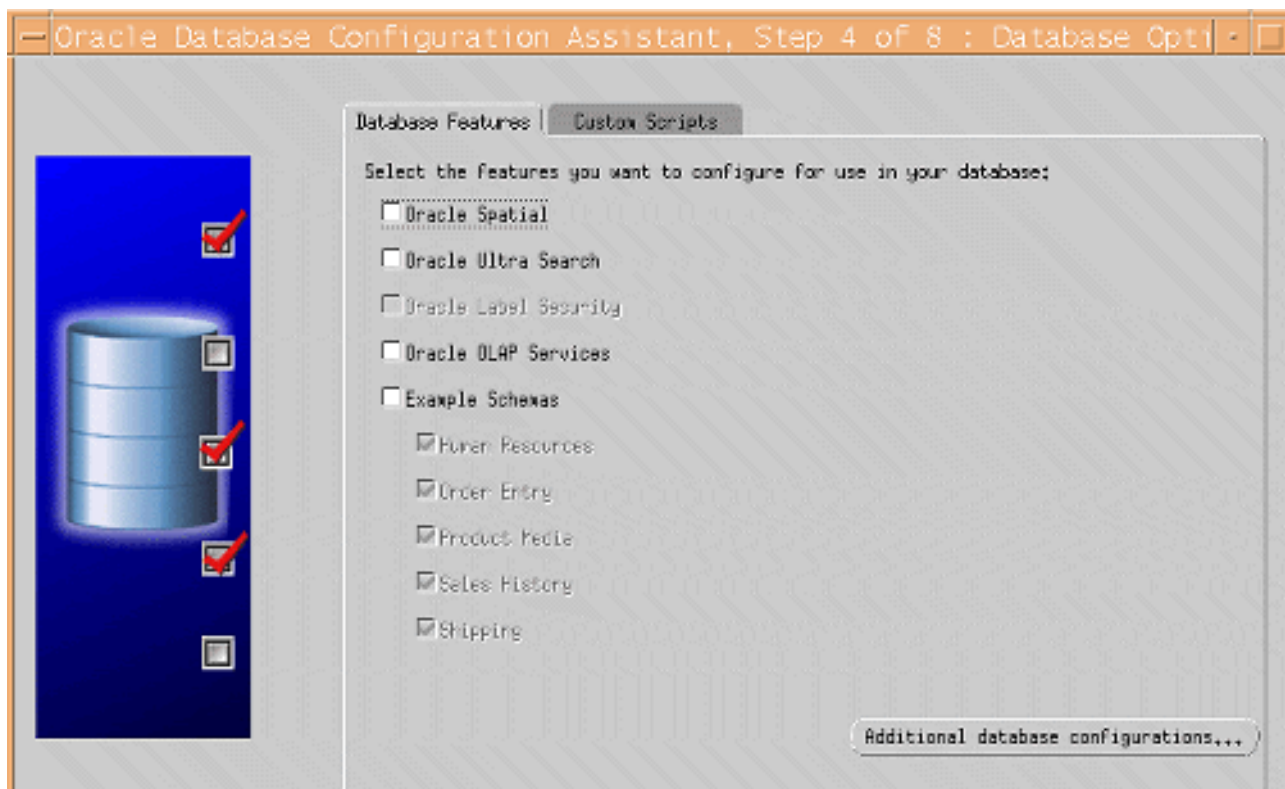 Oracle Database Configuration Assistant, Step 4 of 8 : Database Opti
Database Features
Custom Scripts
Select the features you want to configure for use in your database:
Oracle Spatial
Oracle Ultra Search
Oracle Label Security
Oracle OLAP Services
Example Schemas
Human Resources
Order Entry
Product Media
Sales History
Shipping
Additional database configurations...